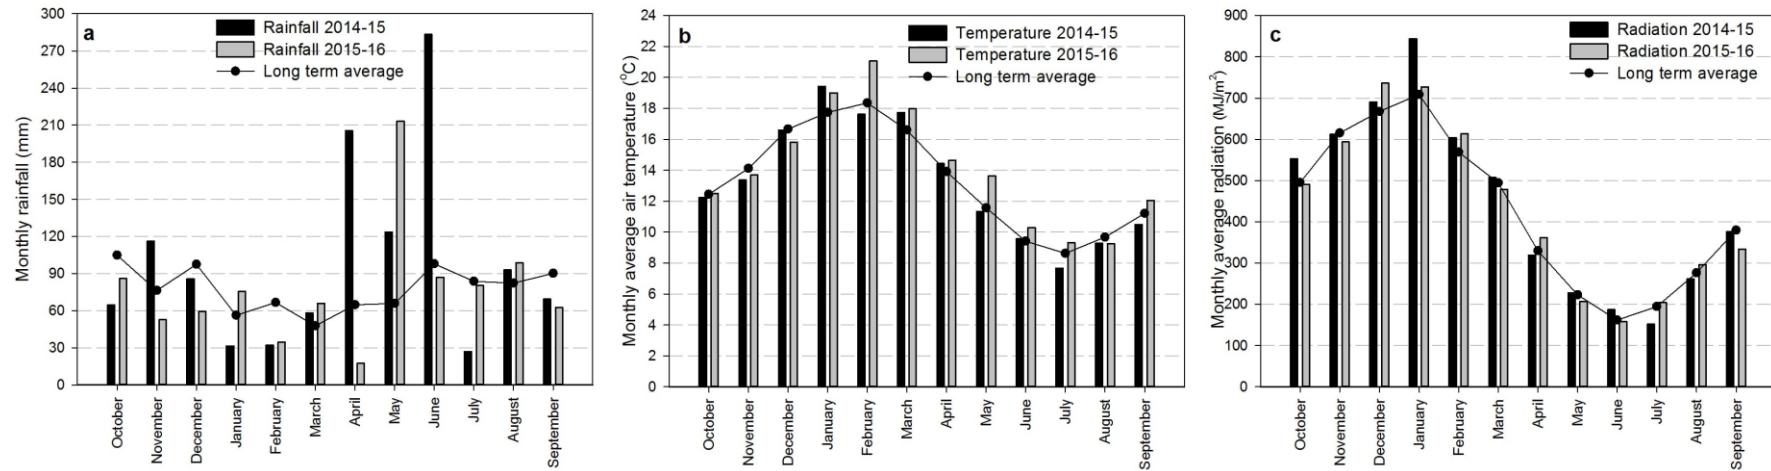 a
Rainfall 2014-15
Rainfall 2015-16
Long term average
Monthly rainfall (mm)
300
270
240
210
180
150
120
90
60
30
0
October
November
December
January
February
March
April
May
June
July
August
September
b
Temperature 2014-15
Temperature 2015-16
Long term average
Monthly average air temperature (°C)
24
22
20
18
16
14
12
10
8
6
4
2
0
October
November
December
January
February
March
April
May
June
July
August
September
c
Radiation 2014-15
Radiation 2015-16
Long term average
Monthly average radiation (MJ/m²)
900
800
700
600
500
400
300
200
100
0
October
November
December
January
February
March
April
May
June
July
August
September